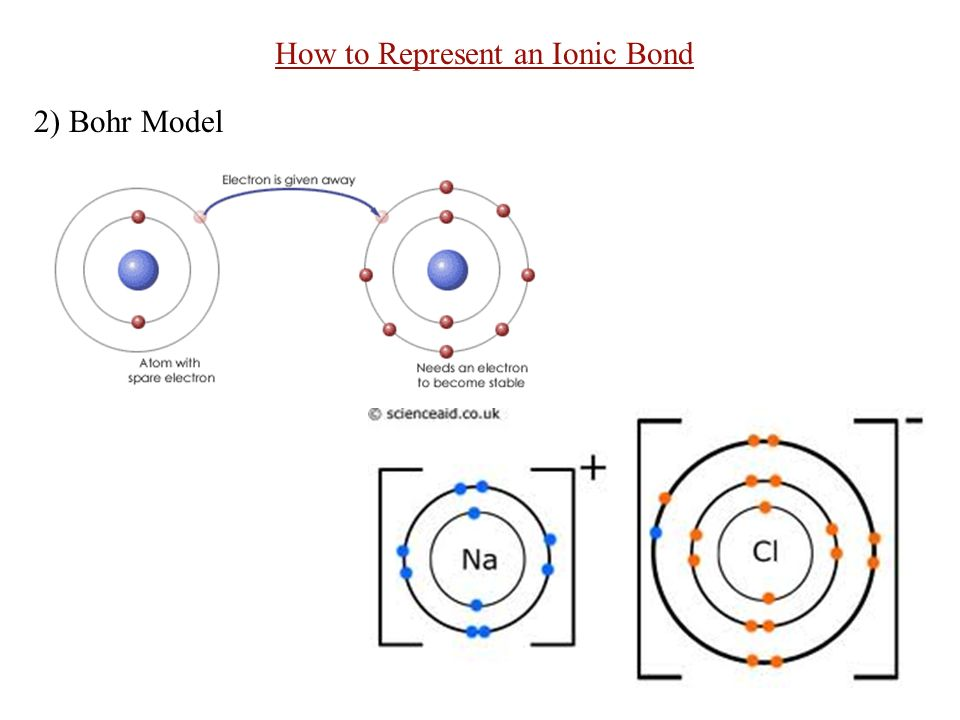 How to Represent an Ionic Bond
2) Bohr Model
Electron is given away
Atom with
spare electron
Needs an electron
to become stable
© scienceaid.co.uk
Na
+
Cl
-